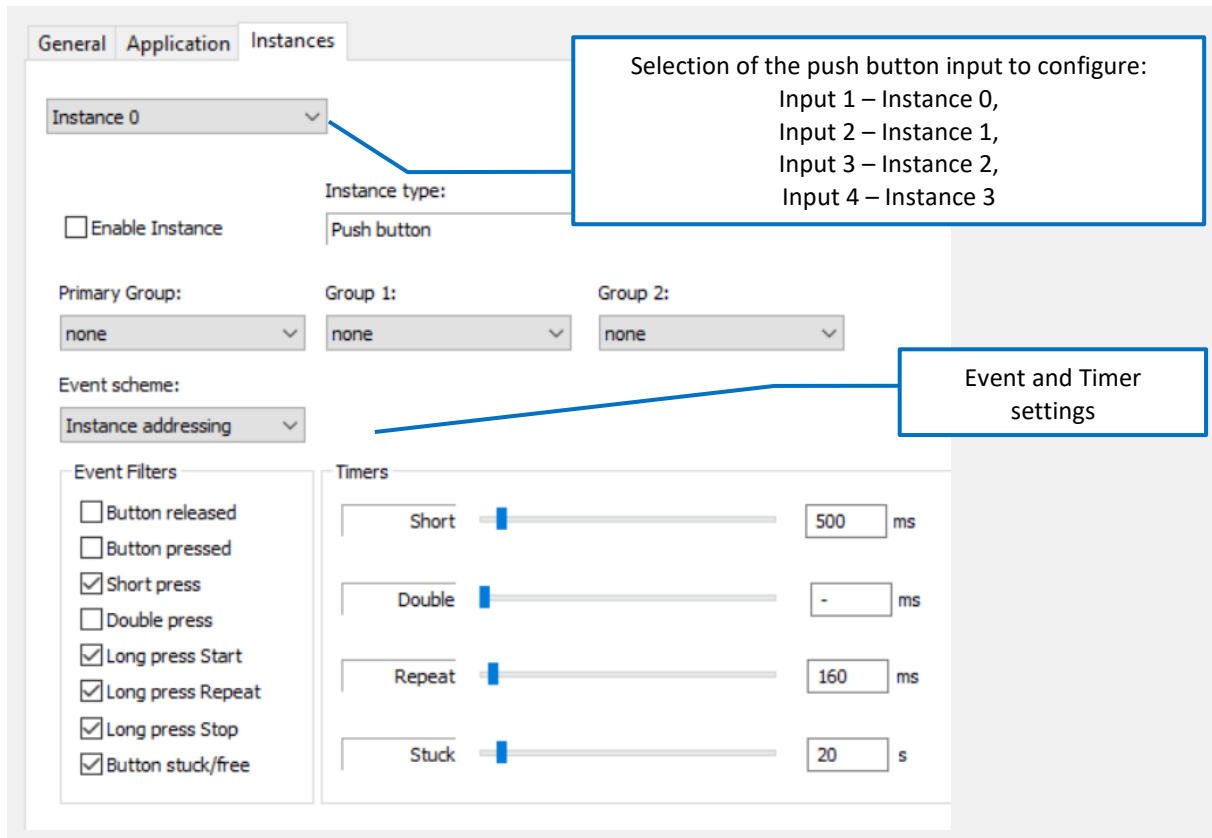 General Application Instances
Selection of the push button input to configure:
Input 1 – Instance 0,
Input 2 – Instance 1,
Input 3 – Instance 2,
Input 4 – Instance 3
Instance 0
Instance type:
Enable Instance
Push button
Primary Group: Group 1: Group 2:
none none none
Event scheme:
Instance addressing
Event and Timer
settings
Event Filters
Button released
Button pressed
Short press
Double press
Long press Start
Long press Repeat
Long press Stop
Button stuck/free
Timers
Short 500 ms
Double - ms
Repeat 160 ms
Stuck 20 s